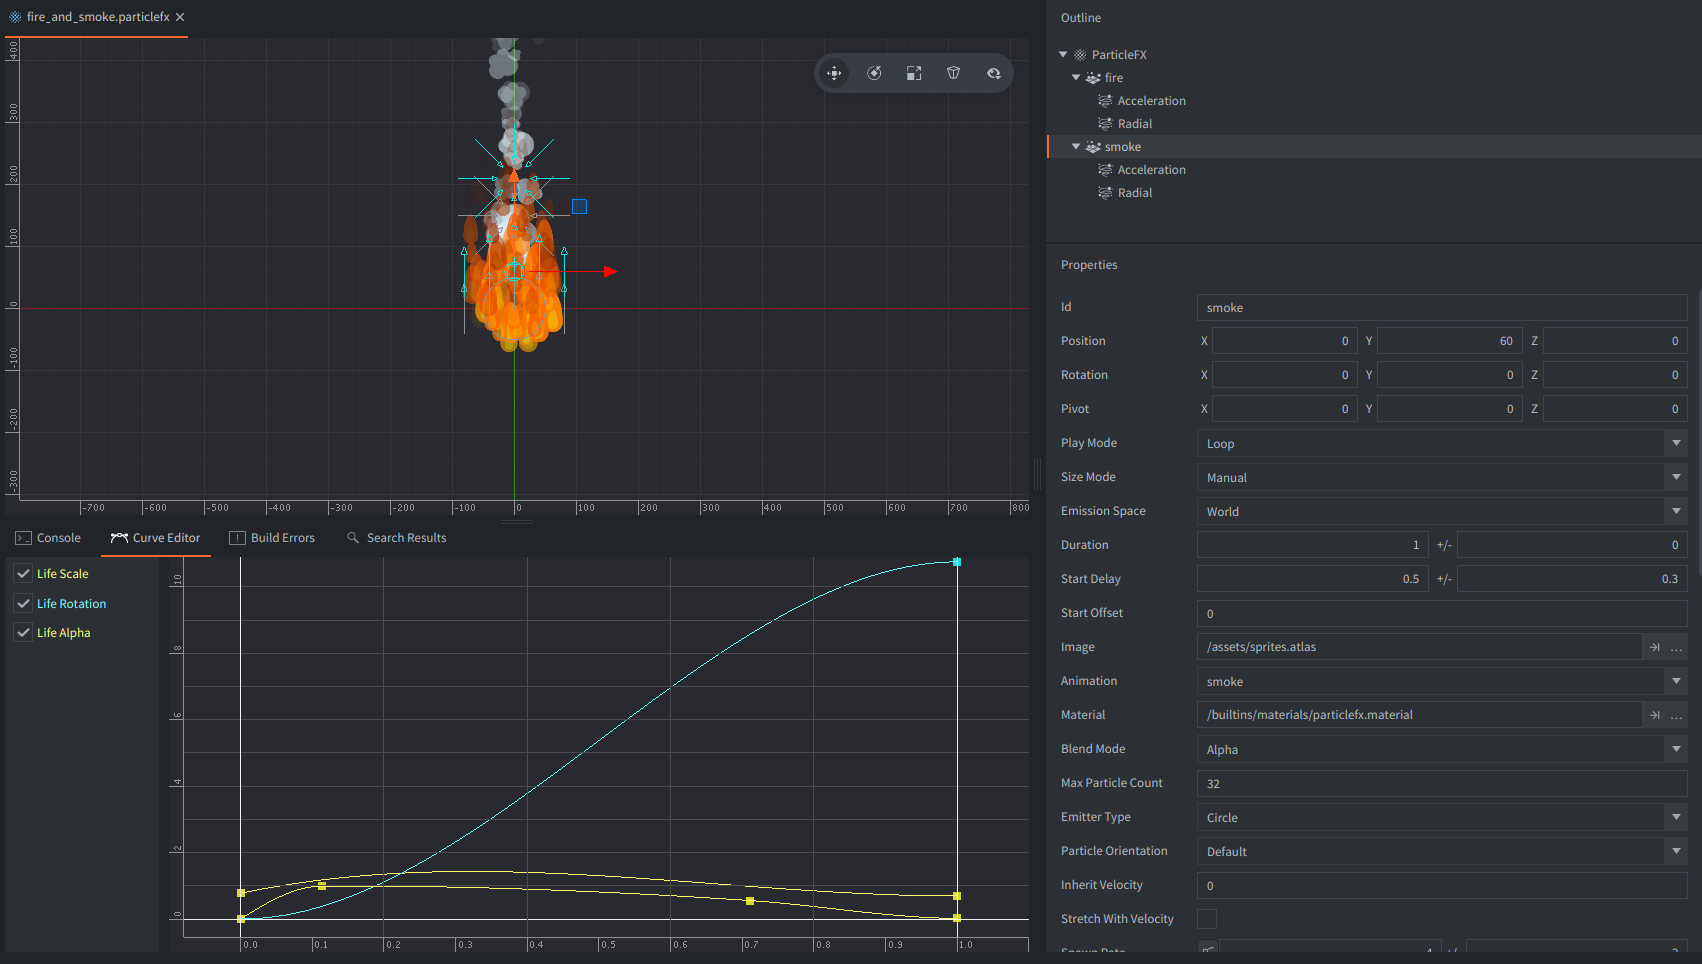 fire_and_smoke.particlefx
400
300
200
100
0
-100
-200
-300
-700 -600 -500 -400 -300 -200 -100 0 100 200 300 400 500 600 700 800
Console Curve Editor Build Errors Search Results
Life Scale
Life Rotation
Life Alpha
10
8
6
4
2
0
0.0 0.1 0.2 0.3 0.4 0.5 0.6 0.7 0.8 0.9 1.0
Outline
ParticleFX
fire
Acceleration
Radial
smoke
Acceleration
Radial
Properties
Id smoke
Position X 0 Y 60 Z 0
Rotation X 0 Y 0 Z 0
Pivot X 0 Y 0 Z 0
Play Mode Loop
Size Mode Manual
Emission Space World
Duration 1 +/- 0
Start Delay 0.5 +/- 0.3
Start Offset 0
Image /assets/sprites.atlas ...
Animation smoke
Material /builtins/materials/particlefx.material ...
Blend Mode Alpha
Max Particle Count 32
Emitter Type Circle
Particle Orientation Default
Inherit Velocity 0
Stretch With Velocity
Spawn Rate